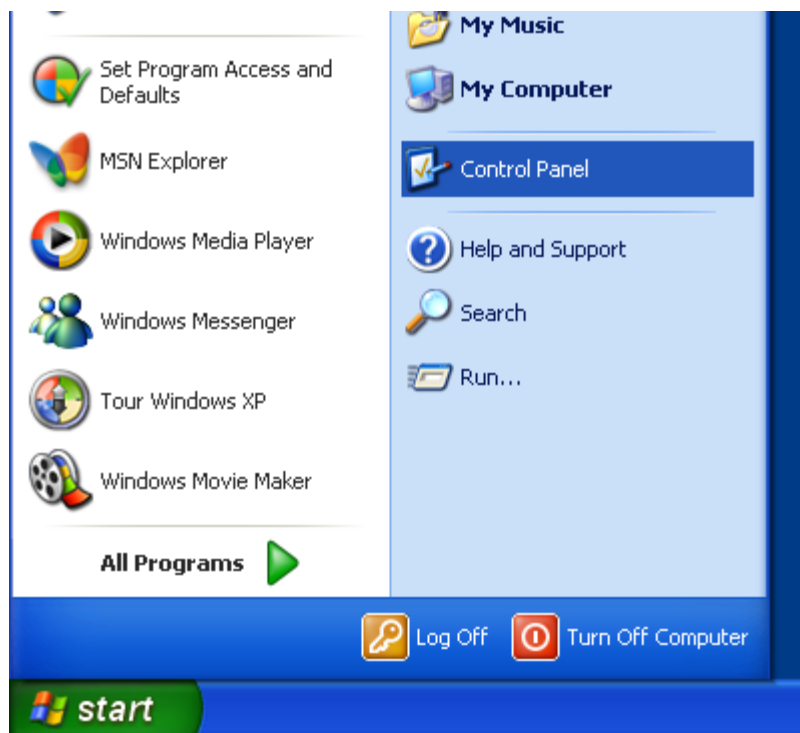 Set Program Access and
Defaults
MSN Explorer
Windows Media Player
Windows Messenger
Tour Windows XP
Windows Movie Maker
All Programs
My Music
My Computer
Control Panel
Help and Support
Search
Run...
Log Off
Turn Off Computer
start